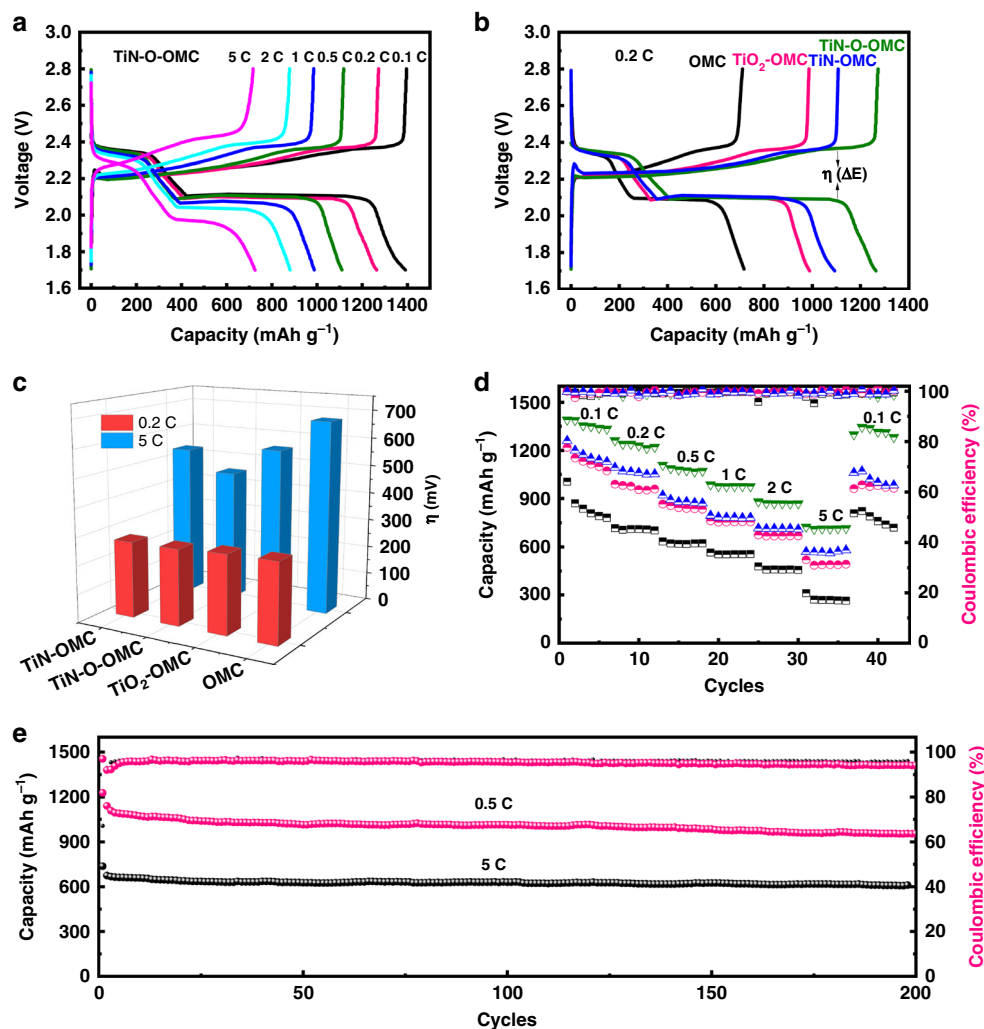 a
TiN-O-OMC 5 C 2 C 1 C 0.5 C 0.2 C 0.1 C
Voltage (V)
3.0
2.8
2.4
2.2
2.0
1.8
1.6
0 200 400 600 800 1000 1200 1400
Capacity (mAh g⁻¹)
b
0.2 C OMC TiO₂-OMC TiN-OMC TiN-O-OMC
η (ΔE)
Voltage (V)
3.0
2.8
2.4
2.2
2.0
1.8
1.6
0 200 400 600 800 1000 1200 1400
Capacity (mAh g⁻¹)
c
0.2 C
5 C
700
600
500
400
300
200
100
0
η (mV)
TiN-OMC
TiN-O-OMC
TiO₂-OMC
OMC
d
Capacity (mAh g⁻¹)
1500
1200
900
600
300
0
0.1 C
0.2 C
0.5 C
1 C
2 C
5 C
0.1 C
100
80
60
40
20
0
Coulombic efficiency (%)
0 10 20 30 40
Cycles
e
Capacity (mAh g⁻¹)
1500
1200
900
600
300
0
0.5 C
5 C
100
80
60
40
20
0
Coulombic efficiency (%)
0 50 100 150 200
Cycles